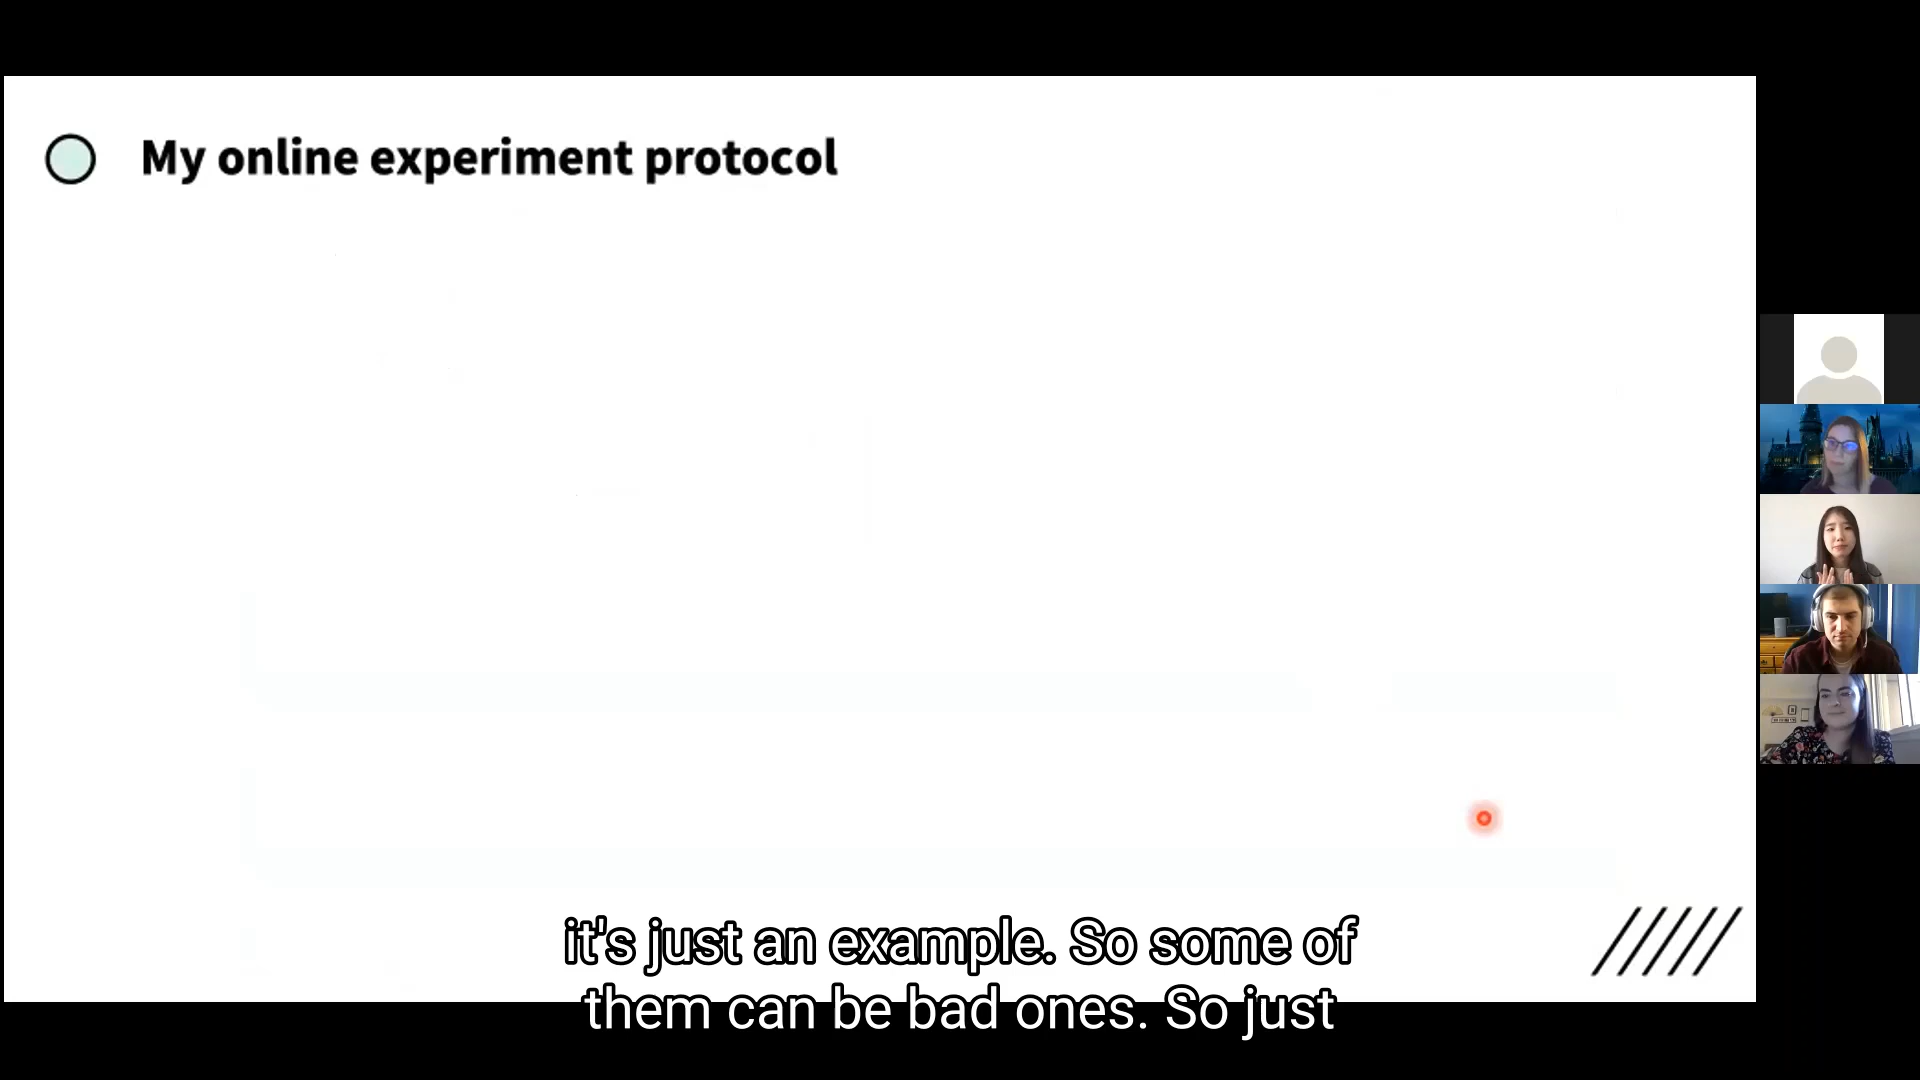 My online experiment protocol
it's just an example. So some of
them can be bad ones. So just